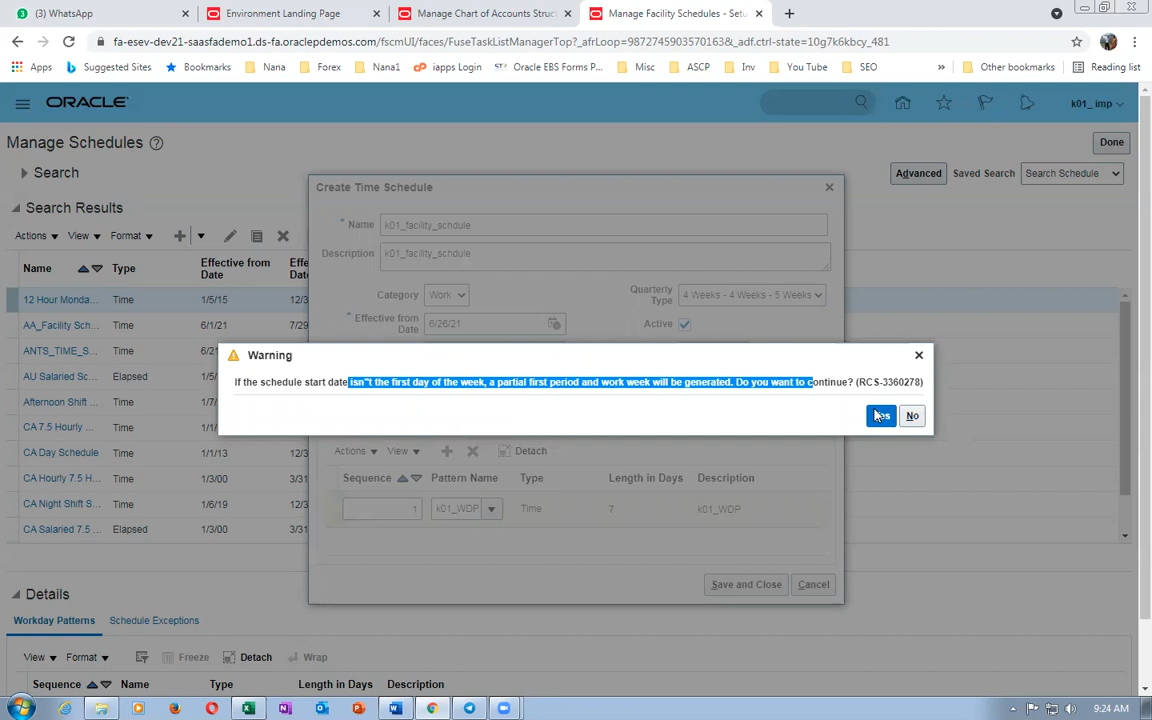 (3) WhatsApp
Environment Landing Page
Manage Chart of Accounts Struc
Manage Facility Schedules - Setu
fa-esev-dev21-saasfademo1.ds-fa.oraclepdemos.com/fscmUI/faces/FuseTaskListManagerTop?_afrLoop=98727459035701638&_adf.ctrl-state=10g7k6kbcy_481
Apps Suggested Sites Bookmarks Nana Forex Nana1 iapps Login Oracle EBS Forms P... Misc ASCP Inv You Tube SEO » Other bookmarks Reading list
ORACLE
k01_ imp
Manage Schedules
Done
Search
Advanced Saved Search Search Schedule
Search Results
Actions View Format
Name Type Effective from Date Effe Date
12 Hour Monda... Time 1/5/15 12/3
AA_Facility Sch... Time 6/1/21 7/29
ANTS_TIME_S... Time 6/21
AU Salaried Sc... Elapsed 5/1/
Afternoon Shift ... Time
CA 7.5 Hourly ... Time
CA Day Schedule Time 1/1/13 12/3
CA Hourly 7.5 H... Time 1/3/00 3/31
CA Night Shift S... Time 1/6/19 12/3
CA Salaried 7.5 ... Elapsed 1/3/00 3/31
Create Time Schedule
* Name k01_facility_schdule
Description k01_facility_schdule
Category Work
Quarterly Type 4 Weeks - 4 Weeks - 5 Weeks
* Effective from Date 6/26/21
Active
Warning
If the schedule start date isn"t the first day of the week, a partial first period and work week will be generated. Do you want to continue? (RCS-3360278)
Yes No
Actions View Detach
Sequence Pattern Name Type Length in Days Description
1 k01_WDP Time 7 k01_WDP
Save and Close Cancel
Details
Workday Patterns Schedule Exceptions
View Format Freeze Detach Wrap
Sequence Name Type Length in Days Description
9:24 AM